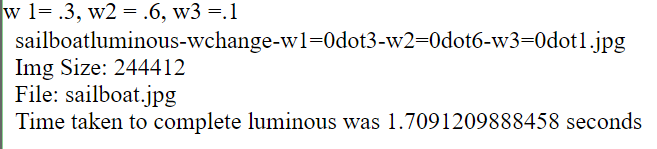 w 1= .3, w2 = .6, w3 =.1
sailboatluminous-wchange-w1=0dot3-w2=0dot6-w3=0dot1.jpg
Img Size: 244412
File: sailboat.jpg
Time taken to complete luminous was 1.7091209888458 seconds